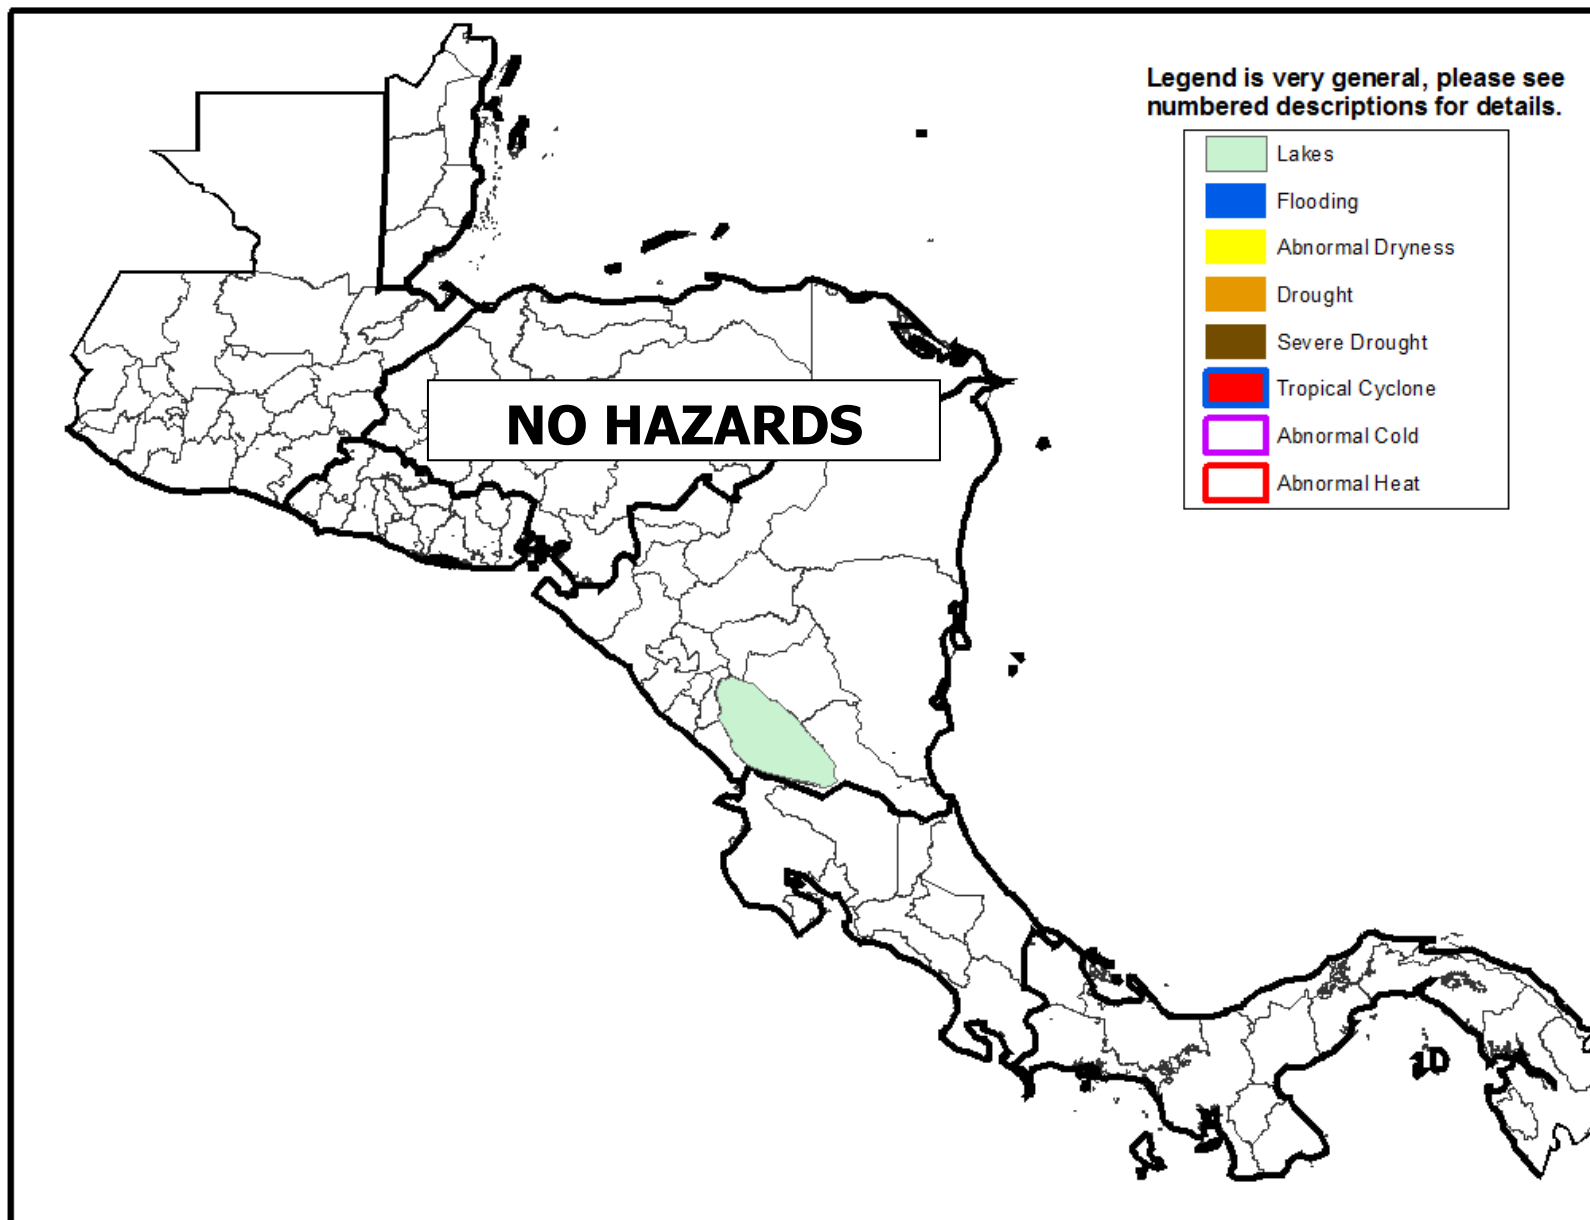 Legend is very general, please see
numbered descriptions for details.
Lakes
Flooding
Abnormal Dryness
Drought
Severe Drought
Tropical Cyclone
Abnormal Cold
Abnormal Heat
NO HAZARDS